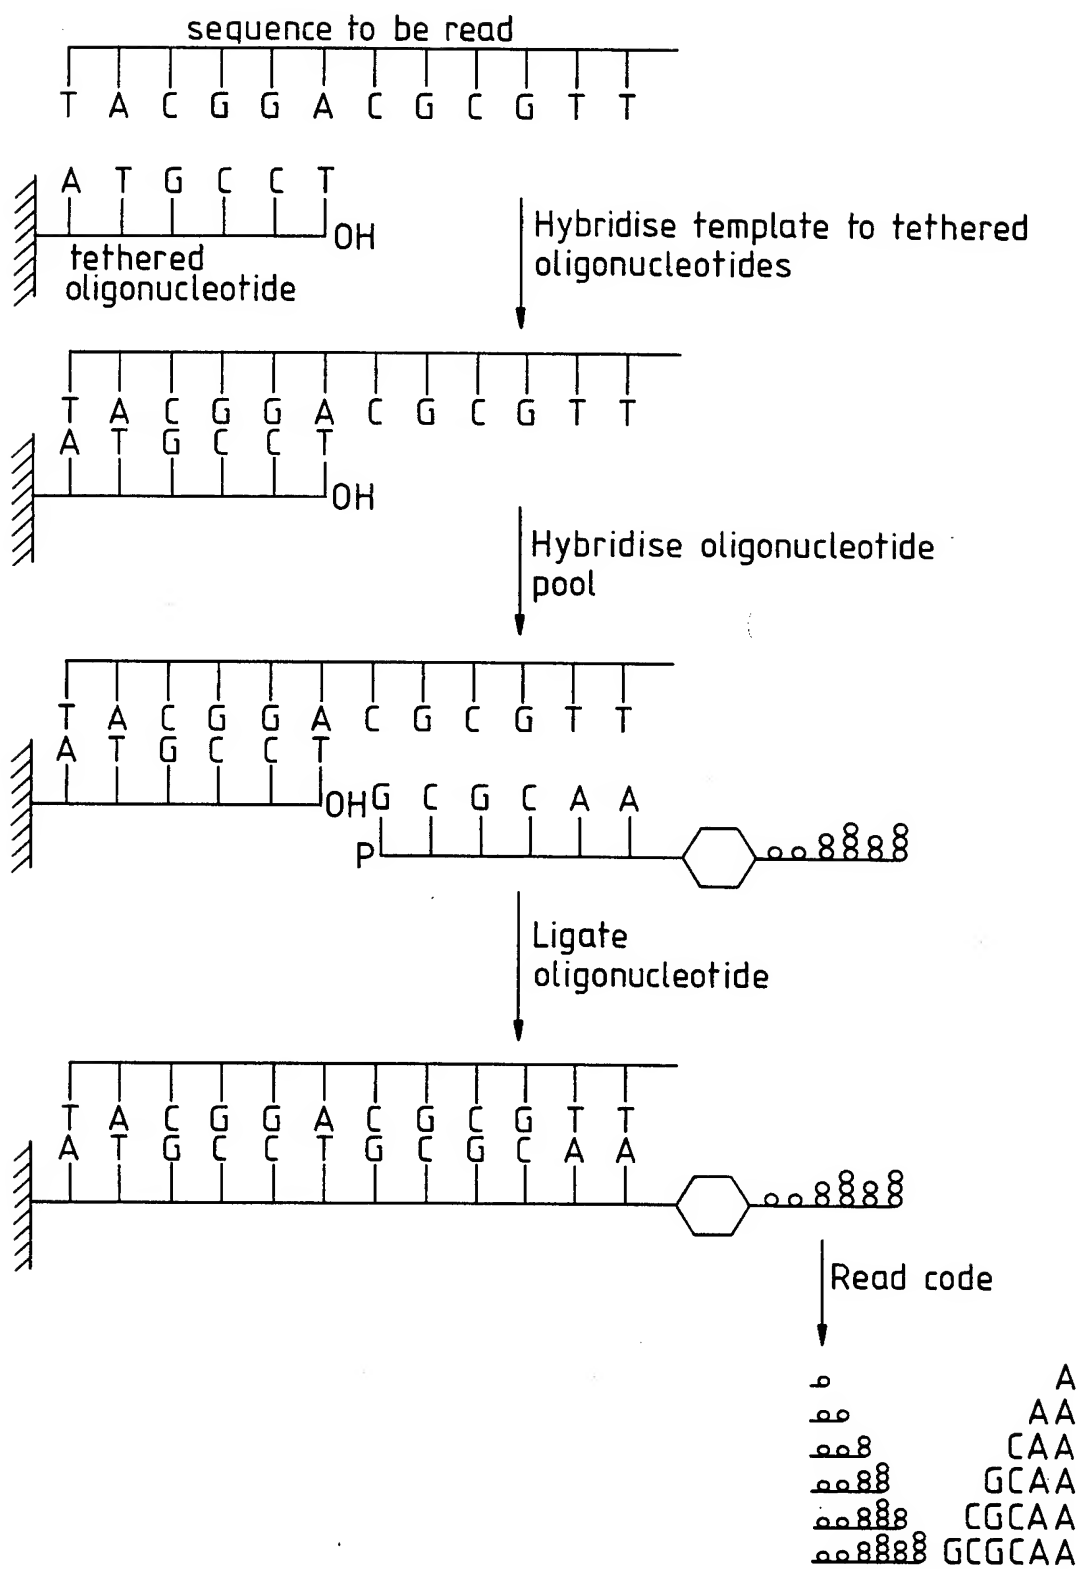 sequence to be read
T A C G G A C G C G T T
A T G C C T
OH
tethered
oligonucleotide
Hybridise template to tethered
oligonucleotides
T A C G G A C G C G T T
A T G C C T
OH
Hybridise oligonucleotide
pool
T A C G G A C G C G T T
A T G C C T
OH G C G C A A
P
Ligate
oligonucleotide
T A C G G A C G C G T T
A T G C C T G C G C A A
Read code
A
AA
CAA
GCAA
CGCAA
GCGCAA